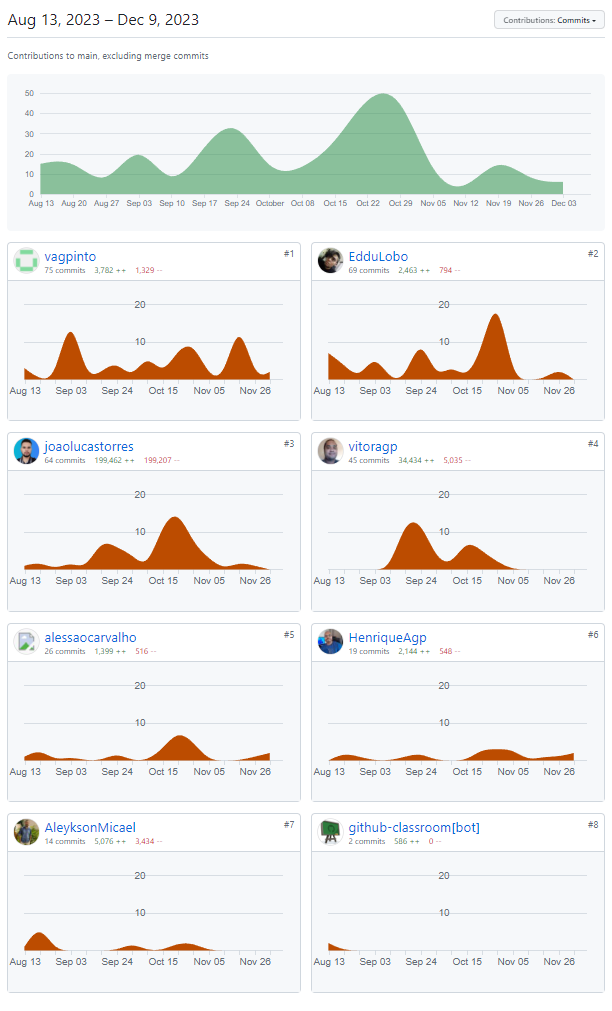 Aug 13, 2023 – Dec 9, 2023
Contributions: Commits
Contributions to main, excluding merge commits
50
40
30
20
10
0
Aug 13 Aug 20 Aug 27 Sep 03 Sep 10 Sep 17 Sep 24 October Oct 08 Oct 15 Oct 22 Oct 29 Nov 05 Nov 12 Nov 19 Nov 26 Dec 03
vagpinto #1
75 commits 3,782 ++ 1,329 --
20
10
Aug 13 Sep 03 Sep 24 Oct 15 Nov 05 Nov 26
EdduLobo #2
69 commits 2,463 ++ 794 --
20
10
Aug 13 Sep 03 Sep 24 Oct 15 Nov 05 Nov 26
joaolucastorres #3
64 commits 199,462 ++ 199,207 --
20
10
Aug 13 Sep 03 Sep 24 Oct 15 Nov 05 Nov 26
vitoragp #4
45 commits 34,434 ++ 5,035 --
20
10
Aug 13 Sep 03 Sep 24 Oct 15 Nov 05 Nov 26
alessaocarvalho #5
26 commits 1,399 ++ 516 --
20
10
Aug 13 Sep 03 Sep 24 Oct 15 Nov 05 Nov 26
HenriqueAgp #6
19 commits 2,144 ++ 548 --
20
10
Aug 13 Sep 03 Sep 24 Oct 15 Nov 05 Nov 26
AleyksonMicael #7
14 commits 5,076 ++ 3,434 --
20
10
Aug 13 Sep 03 Sep 24 Oct 15 Nov 05 Nov 26
github-classroom[bot] #8
2 commits 586 ++ 0 --
20
10
Aug 13 Sep 03 Sep 24 Oct 15 Nov 05 Nov 26